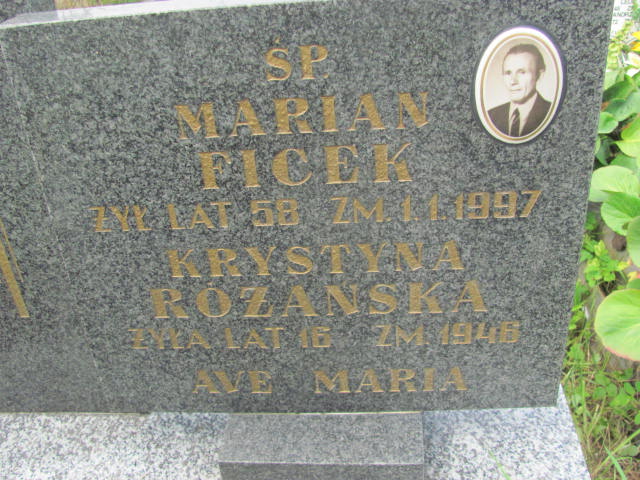 ŚP.
MARIAN
FICEK
ŻYŁ LAT 58 ZM. 1.1.1997
KRYSTYNA
RÓŻAŃSKA
ŻYŁA LAT 16 ZM. 1946
AVE MARIA